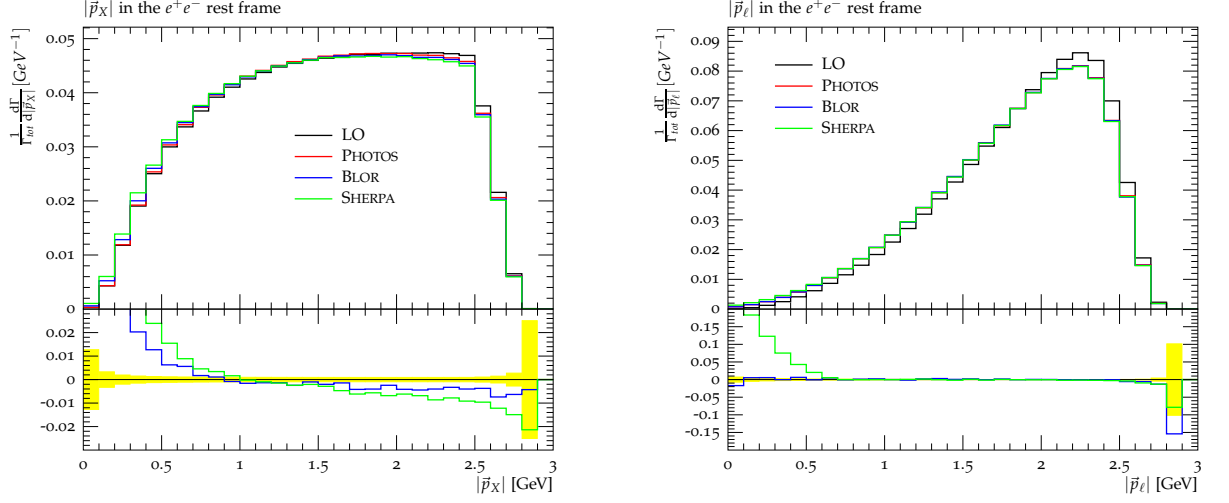 |p⃗_X| in the e⁺e⁻ rest frame
1/Γ_tot dΓ/d|p⃗_X| [GeV⁻¹]
0.05
0.04
0.03
0.02
0.01
0
LO
PHOTOS
BLOR
SHERPA
0.02
0.01
0
-0.01
-0.02
0 0.5 1 1.5 2 2.5 3
|p⃗_X| [GeV]
|p⃗_ℓ| in the e⁺e⁻ rest frame
1/Γ_tot dΓ/d|p⃗_ℓ| [GeV⁻¹]
0.09
0.08
0.07
0.06
0.05
0.04
0.03
0.02
0.01
0
LO
PHOTOS
BLOR
SHERPA
0.15
0.1
0.05
0
-0.05
-0.1
-0.15
0 0.5 1 1.5 2 2.5 3
|p⃗_ℓ| [GeV]